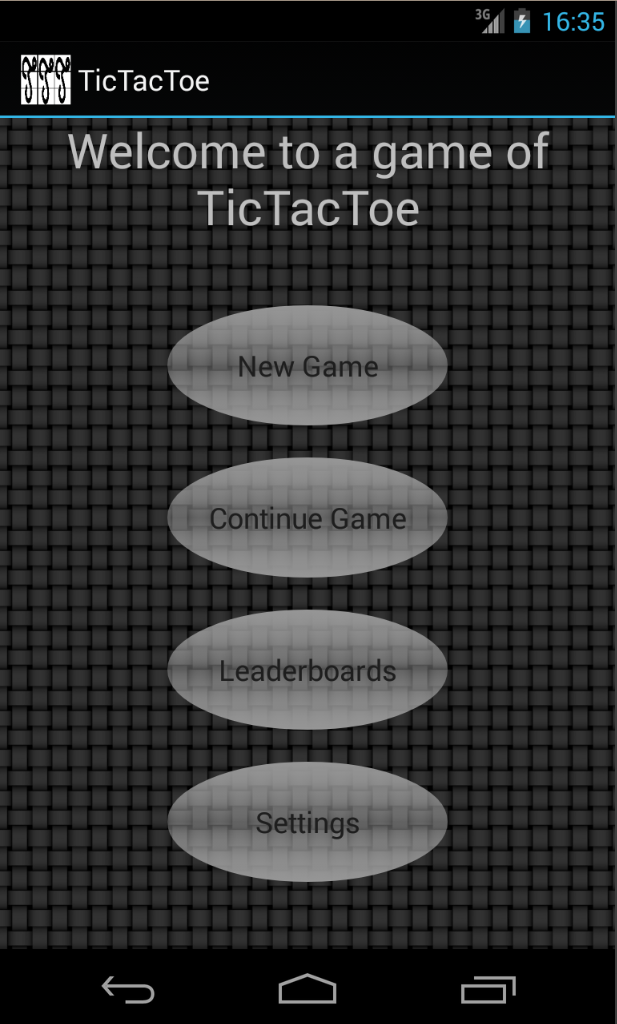 3G 16:35
TicTacToe
Welcome to a game of
TicTacToe
New Game
Continue Game
Leaderboards
Settings